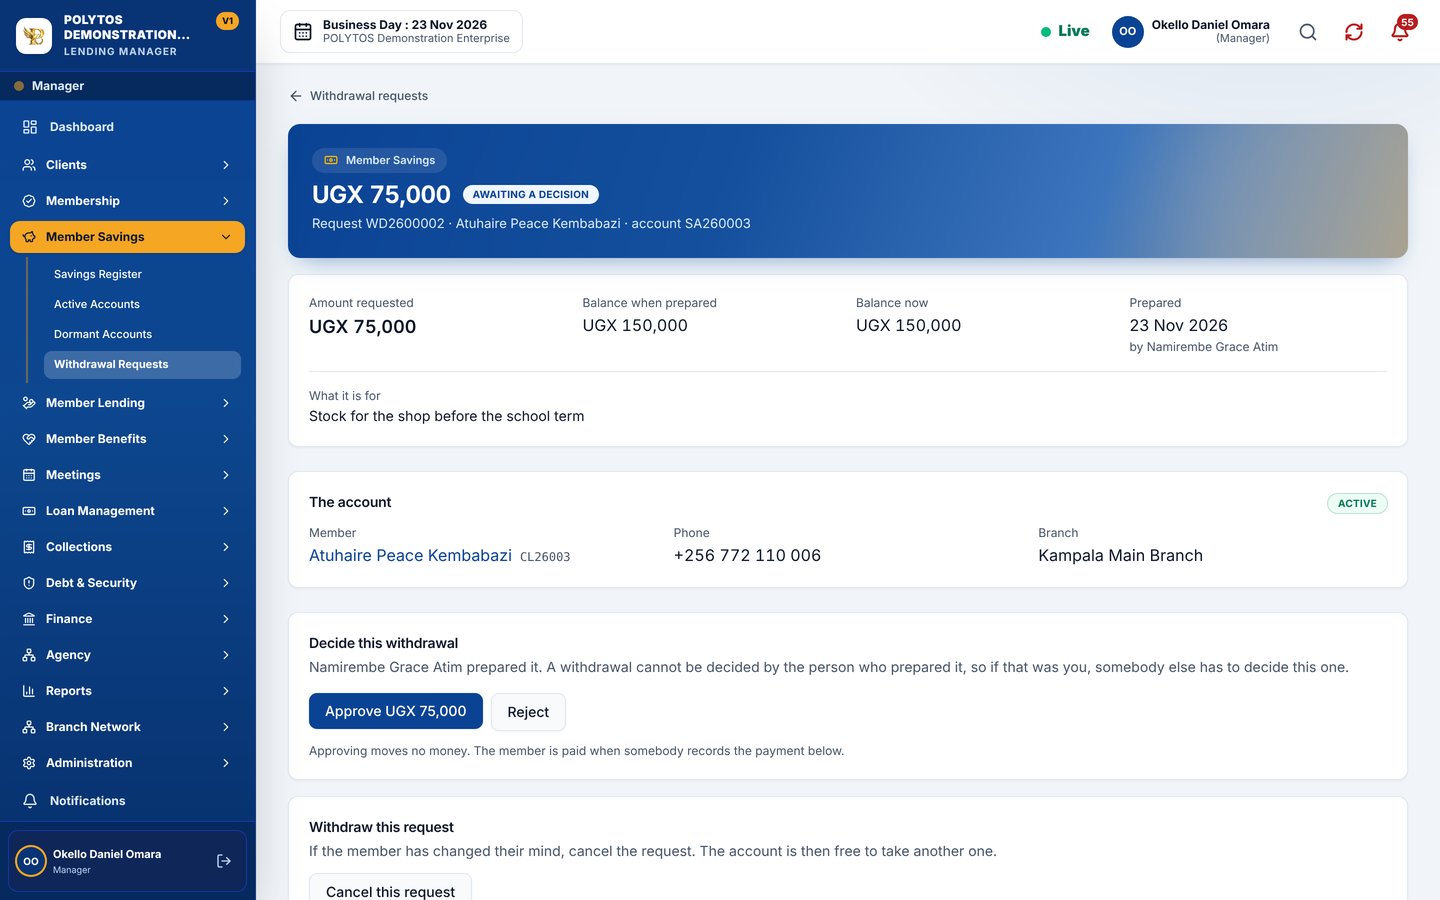 POLYTOS
DEMONSTRATION...
LENDING MANAGER
V1
Manager
Dashboard
Clients
Membership
Member Savings
Savings Register
Active Accounts
Dormant Accounts
Withdrawal Requests
Member Lending
Member Benefits
Meetings
Loan Management
Collections
Debt & Security
Finance
Agency
Reports
Branch Network
Administration
Notifications
OO
Okello Daniel Omara
Manager
Business Day : 23 Nov 2026
POLYTOS Demonstration Enterprise
Live
OO
Okello Daniel Omara
(Manager)
55
Withdrawal requests
Member Savings
UGX 75,000 AWAITING A DECISION
Request WD2600002 · Atuhaire Peace Kembabazi · account SA260003
Amount requested
UGX 75,000
Balance when prepared
UGX 150,000
Balance now
UGX 150,000
Prepared
23 Nov 2026
by Namirembe Grace Atim
What it is for
Stock for the shop before the school term
The account
ACTIVE
Member
Atuhaire Peace Kembabazi CL26003
Phone
+256 772 110 006
Branch
Kampala Main Branch
Decide this withdrawal
Namirembe Grace Atim prepared it. A withdrawal cannot be decided by the person who prepared it, so if that was you, somebody else has to decide this one.
Approve UGX 75,000
Reject
Approving moves no money. The member is paid when somebody records the payment below.
Withdraw this request
If the member has changed their mind, cancel the request. The account is then free to take another one.
Cancel this request